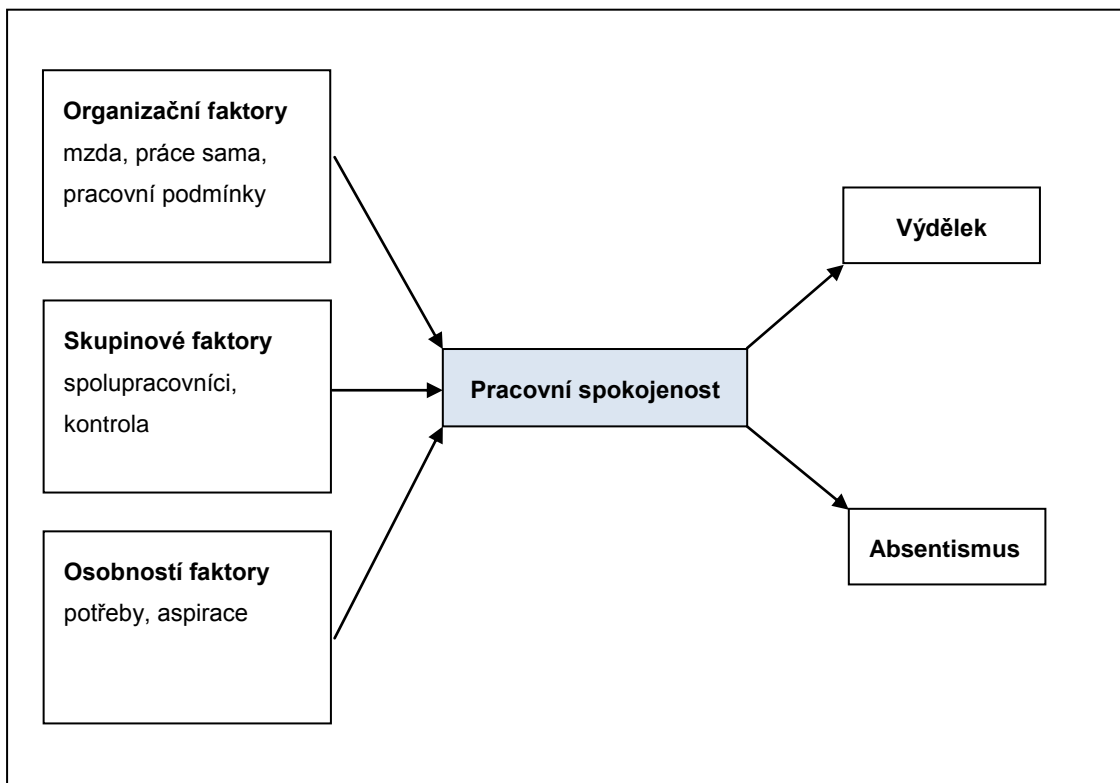 Organizační faktory
mzda, práce sama,
pracovní podmínky
Skupinové faktory
spolupracovníci,
kontrola
Osobností faktory
potřeby, aspirace
Pracovní spokojenost
Výdělek
Absentismus